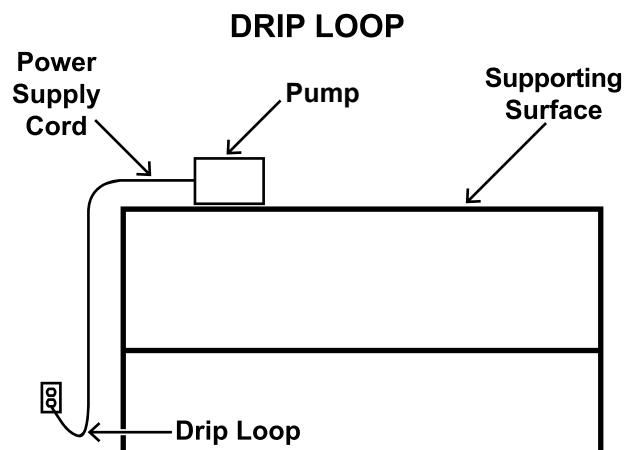 DRIP LOOP
Power
Supply
Cord
Pump
Supporting
Surface
Drip Loop